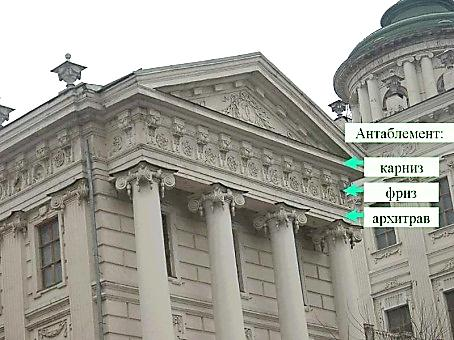 Антаблемент:
карниз
фриз
архитрав